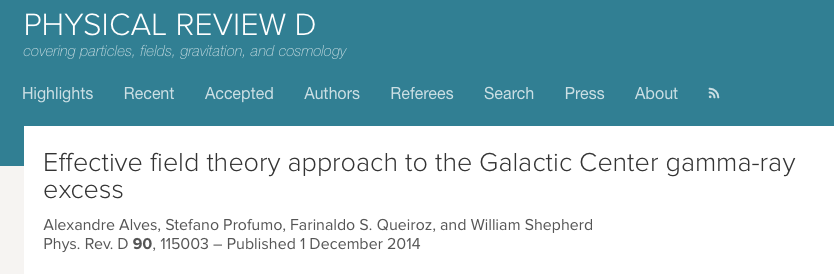 PHYSICAL REVIEW D
covering particles, fields, gravitation, and cosmology
Highlights Recent Accepted Authors Referees Search Press About
Effective field theory approach to the Galactic Center gamma-ray
excess
Alexandre Alves, Stefano Profumo, Farinaldo S. Queiroz, and William Shepherd
Phys. Rev. D 90, 115003 – Published 1 December 2014